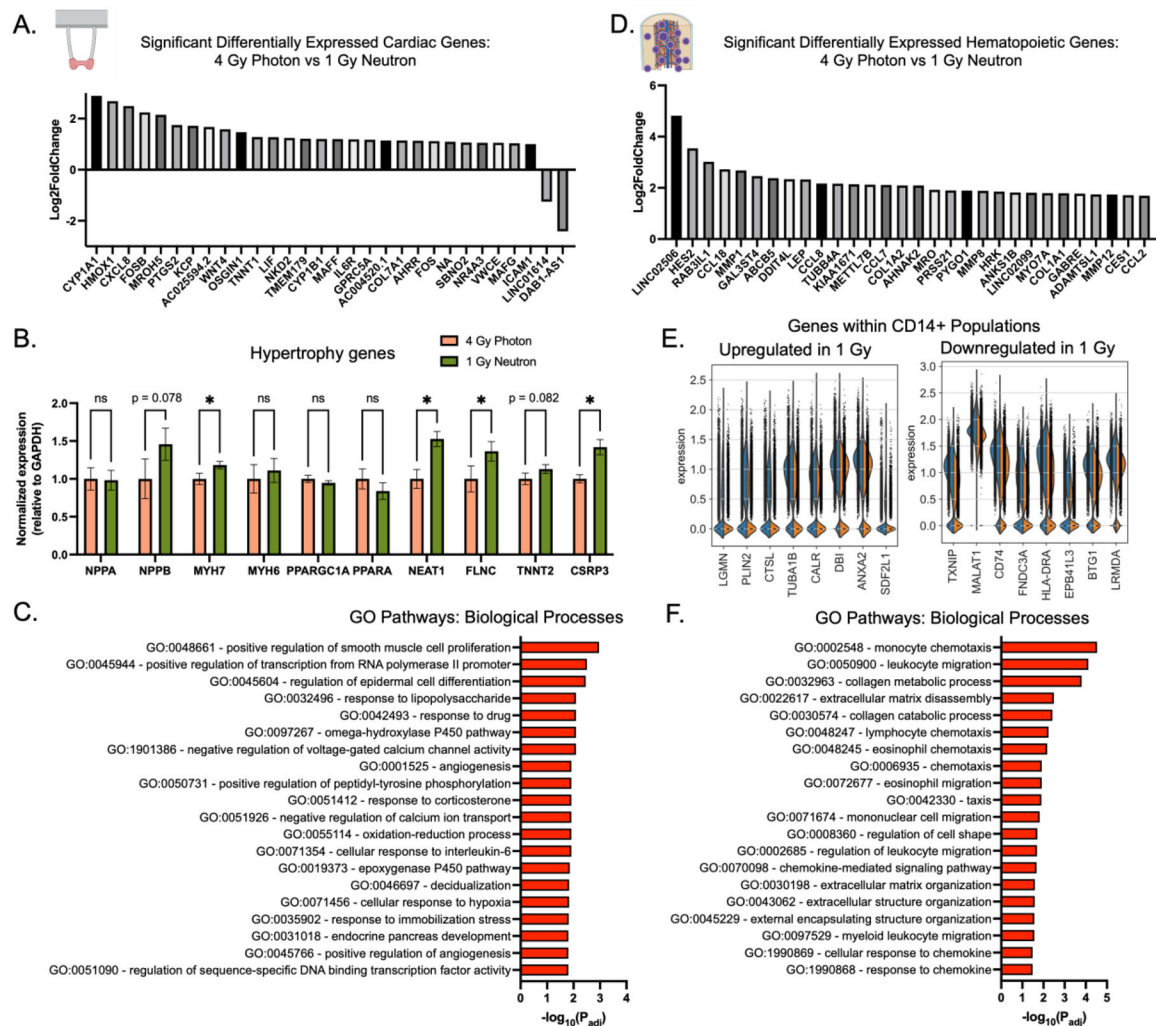 A.
Significant Differentially Expressed Cardiac Genes:
4 Gy Photon vs 1 Gy Neutron
Log2FoldChange
2
0
-2
CYP1A1
HMOX1
CXCL8
FOSB
MROH5
PTGS2
KCP
AC025594.2
WNT4
OSGIN1
TNNT1
LIF
NKD2
TMEM179
CYP1B1
MAFF
IL6R
GPRC5A
AC004520.1
COL7A1
AHRR
FOS
NA
SBNO2
NR4A3
VWCE
MAFG
ICAM1
LINC01614
DAB1-AS1
D.
Significant Differentially Expressed Hematopoietic Genes:
4 Gy Photon vs 1 Gy Neutron
Log2FoldChange
6
4
2
0
LINC02506
HES2
RAB3IL1
CCL18
MMP1
GAL3ST4
ABCB5
DDIT4L
LEP
CCL8
TUBB4A
KIAA1671
METTL7B
CCL7
COL1A2
AHNAK2
MRO
PRSS21
PYGO1
MMP8
HRK
ANKS1B
LINC02099
MYO7A
COL1A1
GABRE
ADAMTSL1
MMP12
CES1
CCL2
B.
Hypertrophy genes
4 Gy Photon
1 Gy Neutron
Normalized expression
(relative to GAPDH)
2.0
1.5
1.0
0.5
0.0
ns
p = 0.078
*
ns
ns
ns
*
*
p = 0.082
*
NPPA
NPPB
MYH7
MYH6
PPARGC1A
PPARA
NEAT1
FLNC
TNNT2
CSRP3
E.
Genes within CD14+ Populations
Upregulated in 1 Gy
expression
2.5
2.0
1.5
1.0
0.5
0.0
LGMN
PLIN2
CTSL
TUBA1B
CALR
DBI
ANXA2
SDF2L1
Downregulated in 1 Gy
expression
3.0
2.5
2.0
1.5
1.0
0.5
0.0
TXNIP
MALAT1
CD74
FNDC3A
HLA-DRA
EPB41L3
BTG1
LRMDA
C.
GO Pathways: Biological Processes
GO:0048661 - positive regulation of smooth muscle cell proliferation
GO:0045944 - positive regulation of transcription from RNA polymerase II promoter
GO:0045604 - regulation of epidermal cell differentiation
GO:0032496 - response to lipopolysaccharide
GO:0042493 - response to drug
GO:0097267 - omega-hydroxylase P450 pathway
GO:1901386 - negative regulation of voltage-gated calcium channel activity
GO:0001525 - angiogenesis
GO:0050731 - positive regulation of peptidyl-tyrosine phosphorylation
GO:0051412 - response to corticosterone
GO:0051926 - negative regulation of calcium ion transport
GO:0055114 - oxidation-reduction process
GO:0071354 - cellular response to interleukin-6
GO:0019373 - epoxygenase P450 pathway
GO:0046697 - decidualization
GO:0071456 - cellular response to hypoxia
GO:0035902 - response to immobilization stress
GO:0031018 - endocrine pancreas development
GO:0045766 - positive regulation of angiogenesis
GO:0051090 - regulation of sequence-specific DNA binding transcription factor activity
0 1 2 3 4
-log10(Padj)
F.
GO Pathways: Biological Processes
GO:0002548 - monocyte chemotaxis
GO:0050900 - leukocyte migration
GO:0032963 - collagen metabolic process
GO:0022617 - extracellular matrix disassembly
GO:0030574 - collagen catabolic process
GO:0048247 - lymphocyte chemotaxis
GO:0048245 - eosinophil chemotaxis
GO:0006935 - chemotaxis
GO:0072677 - eosinophil migration
GO:0042330 - taxis
GO:0071674 - mononuclear cell migration
GO:0008360 - regulation of cell shape
GO:0002685 - regulation of leukocyte migration
GO:0070098 - chemokine-mediated signaling pathway
GO:0030198 - extracellular matrix organization
GO:0043062 - extracellular structure organization
GO:0045229 - external encapsulating structure organization
GO:0097529 - myeloid leukocyte migration
GO:1990869 - cellular response to chemokine
GO:1990868 - response to chemokine
0 1 2 3 4 5
-log10(Padj)